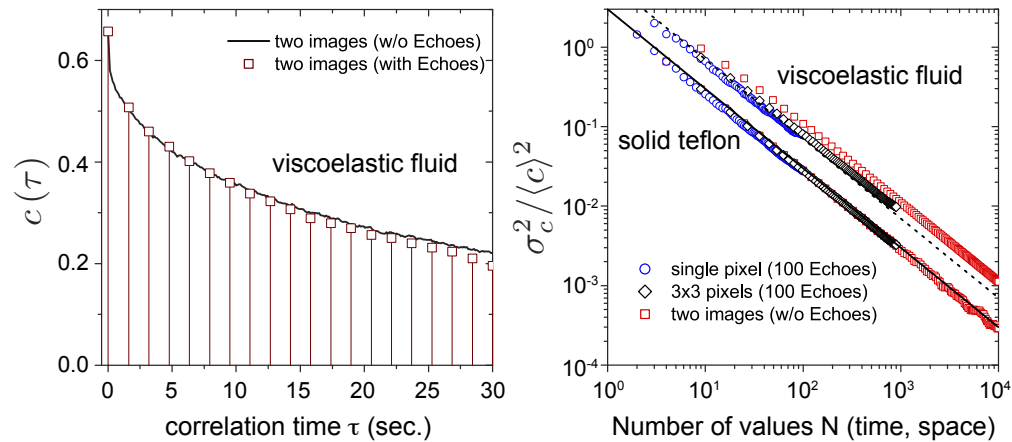 two images (w/o Echoes)
two images (with Echoes)
viscoelastic fluid
c (τ)
0.6
0.4
0.2
0.0
0 5 10 15 20 25 30
correlation time τ (sec.)
viscoelastic fluid
solid teflon
σ_c^2 / ⟨c⟩^2
10^0
10^-1
10^-2
10^-3
10^-4
single pixel (100 Echoes)
3x3 pixels (100 Echoes)
two images (w/o Echoes)
10^0 10^1 10^2 10^3 10^4
Number of values N (time, space)